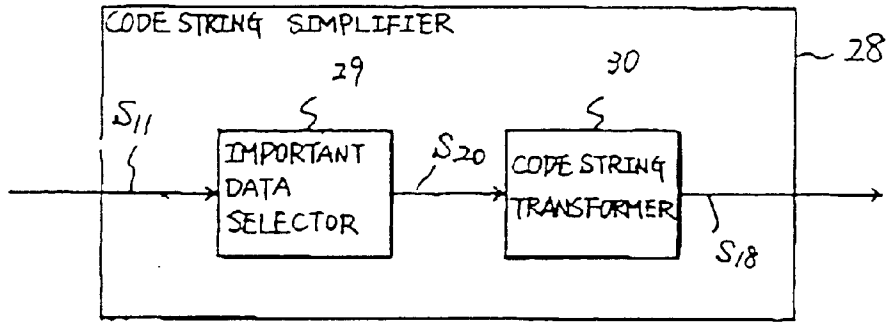 CODE STRING SIMPLIFIER
28
29
30
S11
IMPORTANT
DATA
SELECTOR
S20
CODE STRING
TRANSFORMER
S18